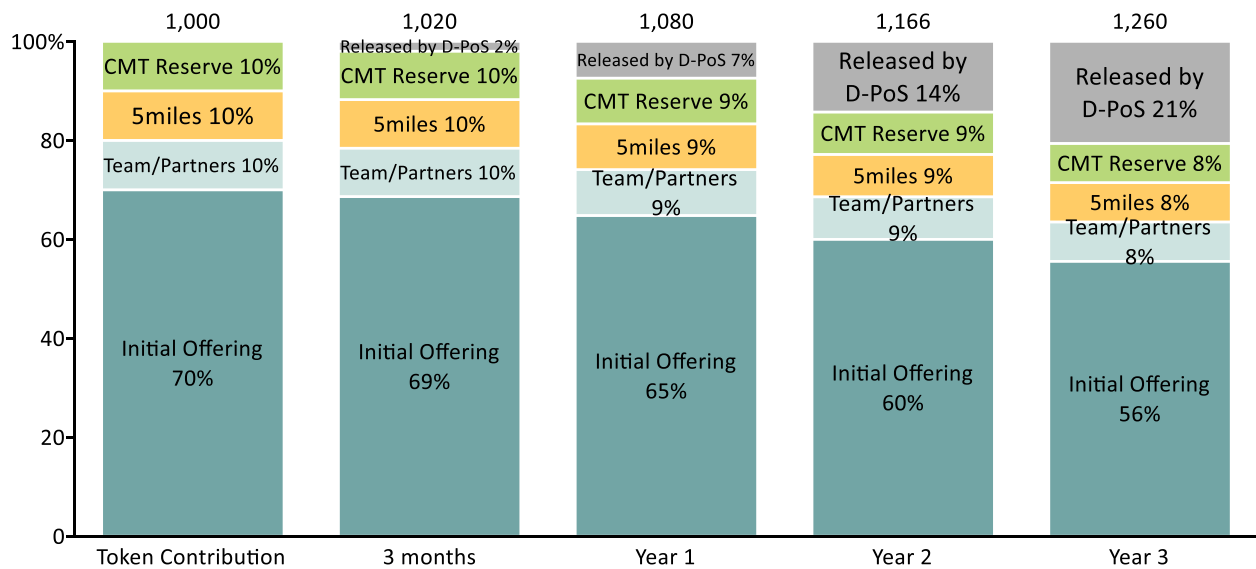 1,000
1,020
1,080
1,166
1,260
100%
80
60
40
20
0
CMT Reserve 10%
5miles 10%
Team/Partners 10%
Initial Offering
70%
Released by D-PoS 2%
CMT Reserve 10%
5miles 10%
Team/Partners 10%
Initial Offering
69%
Released by D-PoS 7%
CMT Reserve 9%
5miles 9%
Team/Partners
9%
Initial Offering
65%
Released by
D-PoS 14%
CMT Reserve 9%
5miles 9%
Team/Partners
9%
Initial Offering
60%
Released by
D-PoS 21%
CMT Reserve 8%
5miles 8%
Team/Partners
8%
Initial Offering
56%
Token Contribution
3 months
Year 1
Year 2
Year 3